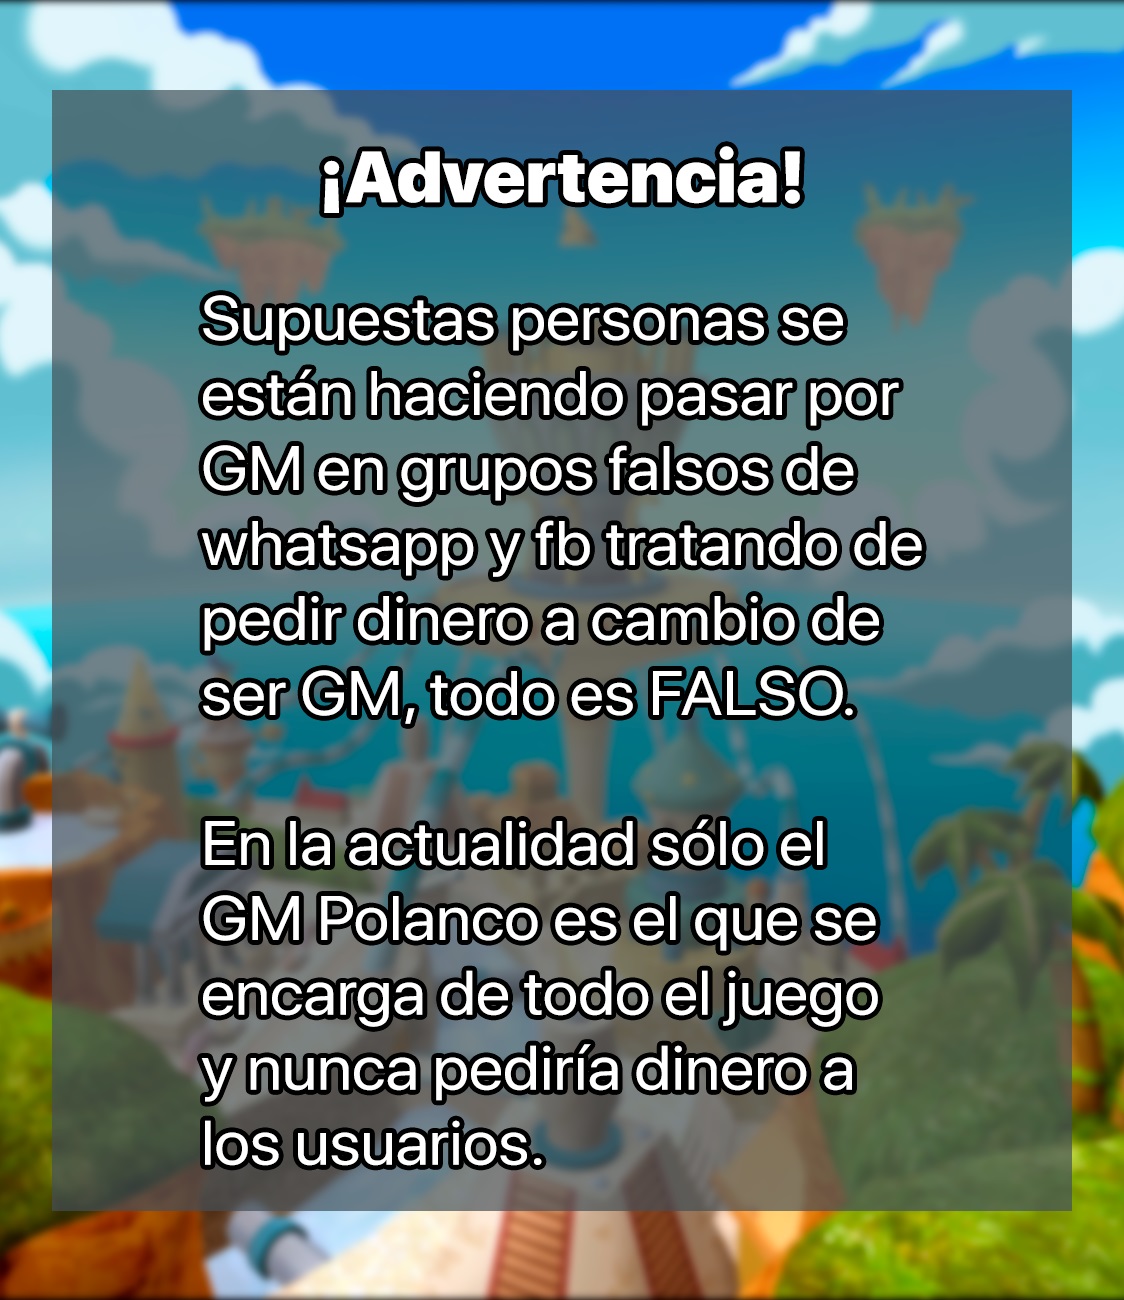 ¡Advertencia!
Supuestas personas se
están haciendo pasar por
GM en grupos falsos de
whatsapp y fb tratando de
pedir dinero a cambio de
ser GM, todo es FALSO.
En la actualidad sólo el
GM Polanco es el que se
encarga de todo el juego
y nunca pediría dinero a
los usuarios.